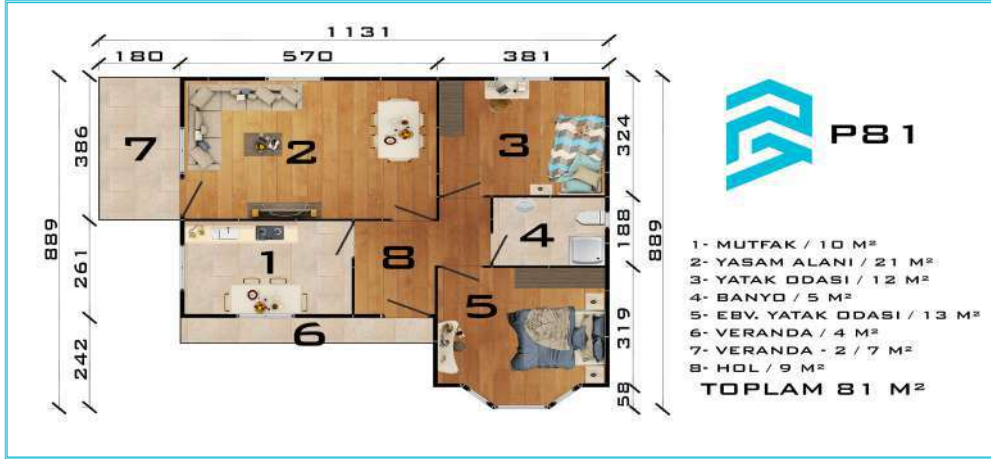 1131
180 570 381
889
386
261
242
324
188
319
58
889
7
2
3
4
1
8
5
6
P81
1- MUTFAK / 10 M²
2- YASAM ALANI / 21 M²
3- YATAK ODASI / 12 M²
4- BANYO / 5 M²
5- EBV. YATAK ODASI / 13 M²
6- VERANDA / 4 M²
7- VERANDA - 2 / 7 M²
8- HOL / 9 M²
TOPLAM 81 M²